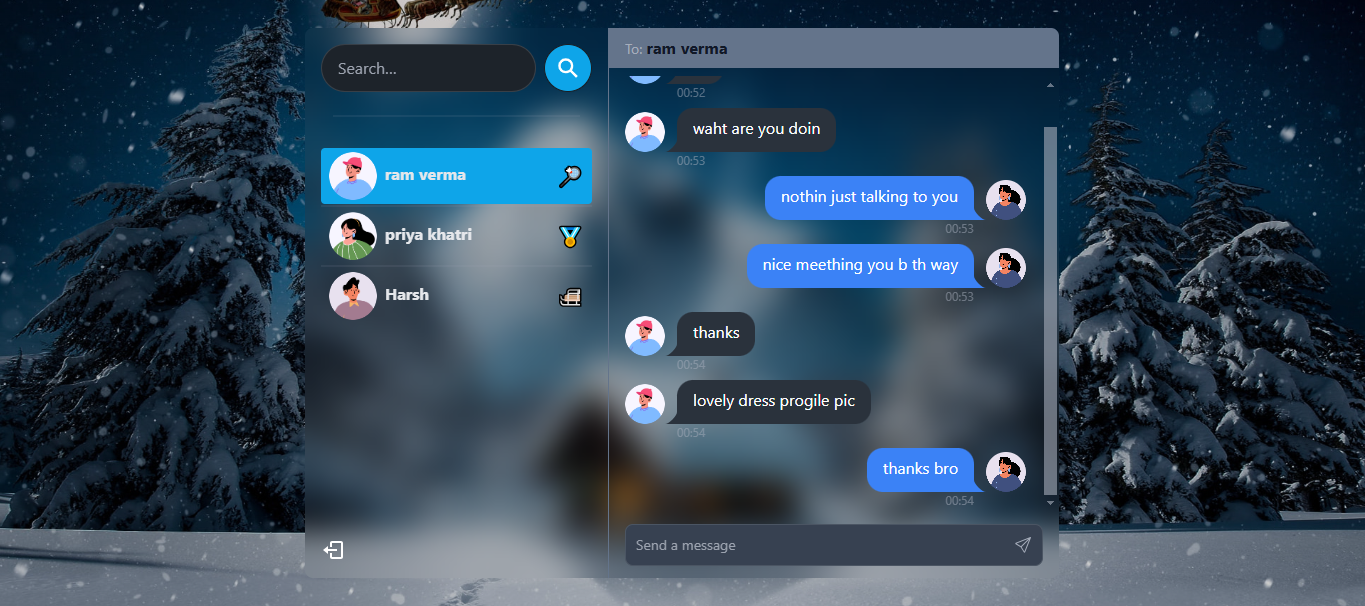 Search...
ram verma
priya khatri
Harsh
To: ram verma
00:52
waht are you doin
00:53
nothin just talking to you
00:53
nice meething you b th way
00:53
thanks
00:54
lovely dress progile pic
00:54
thanks bro
00:54
Send a message